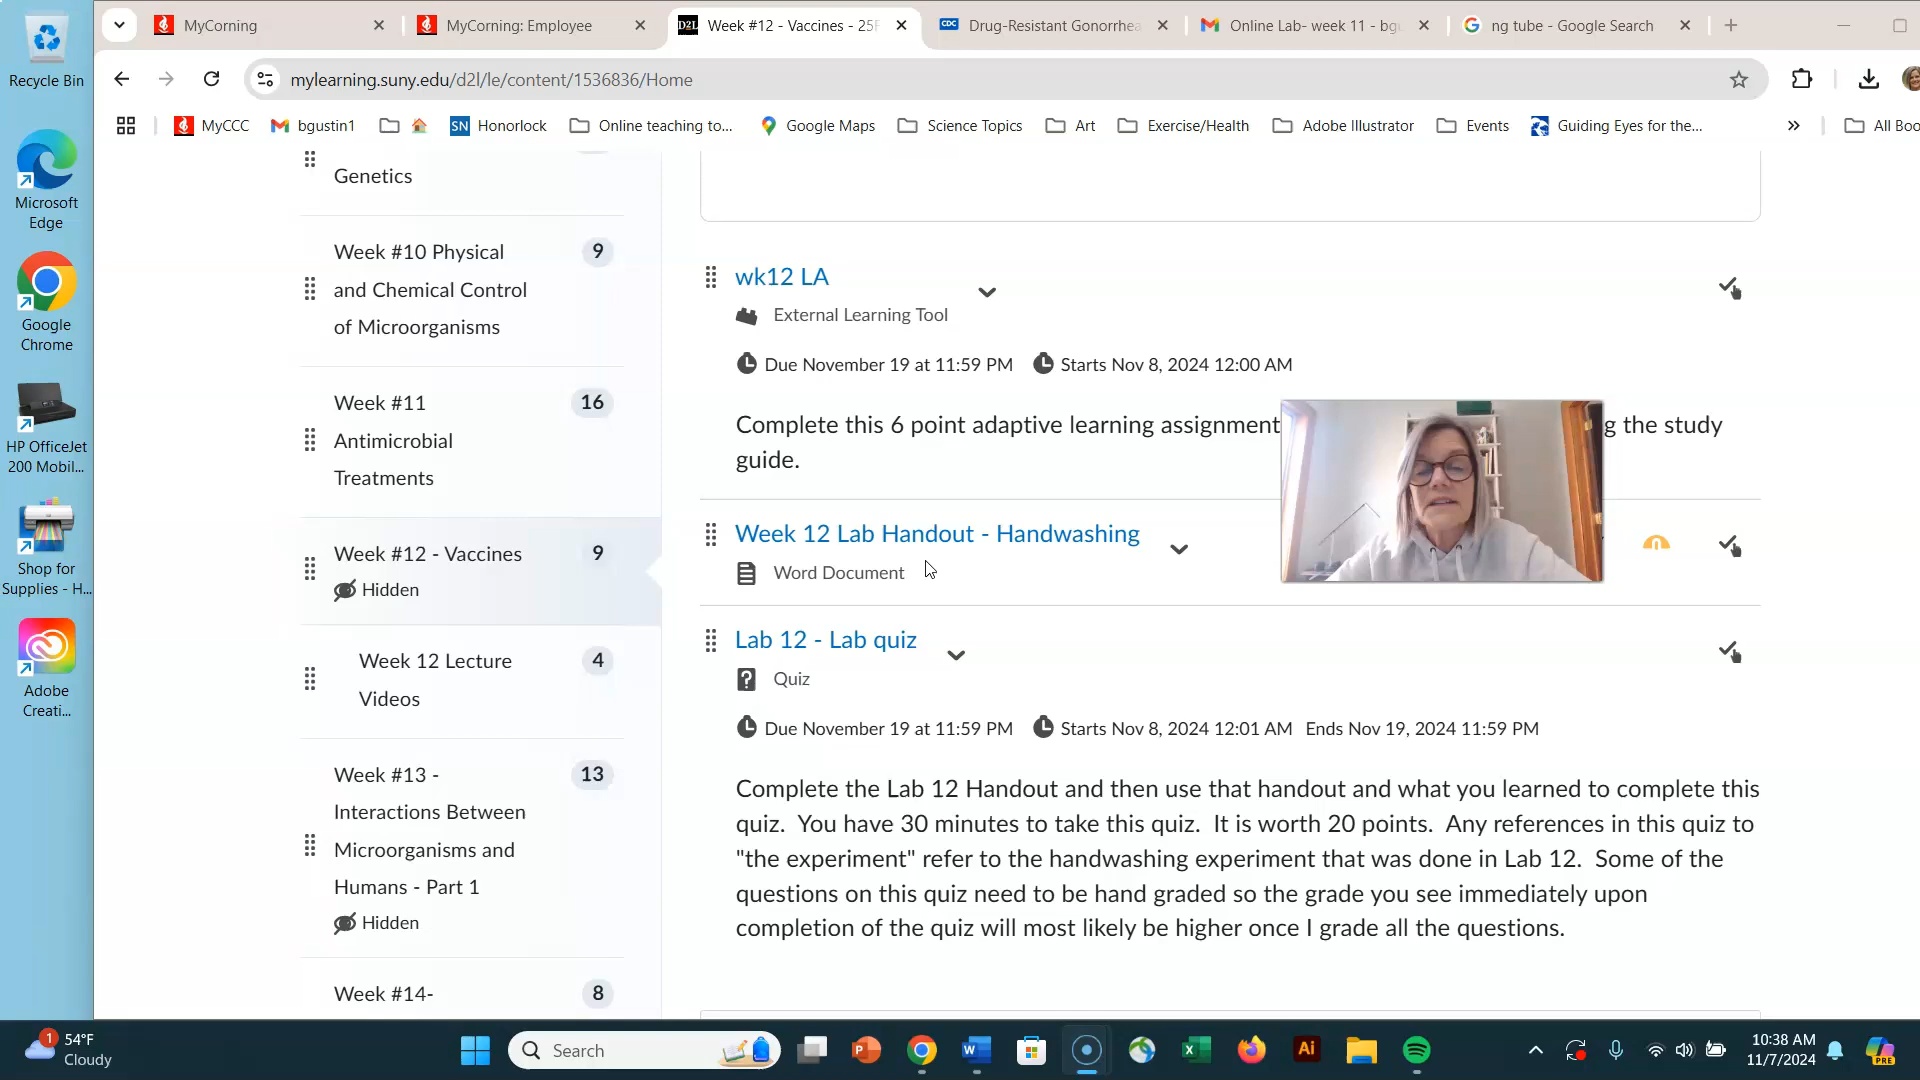 MyCorning
MyCorning: Employee
D2L Week #12 - Vaccines - 25F
CDC Drug-Resistant Gonorrhea
Online Lab- week 11 - bgu
ng tube - Google Search
mylearning.suny.edu/d2l/le/content/1536836/Home
MyCCC
bgustin1
SN Honorlock
Online teaching to...
Google Maps
Science Topics
Art
Exercise/Health
Adobe Illustrator
Events
Guiding Eyes for the...
All Boo
Recycle Bin
Microsoft
Edge
Google
Chrome
HP OfficeJet
200 Mobil...
Shop for
Supplies - H...
Adobe
Creati...
Genetics
Week #10 Physical
and Chemical Control
of Microorganisms
9
Week #11
Antimicrobial
Treatments
16
Week #12 - Vaccines
9
Hidden
Week 12 Lecture
Videos
4
Week #13 -
Interactions Between
Microorganisms and
Humans - Part 1
13
Hidden
Week #14-
8
wk12 LA
External Learning Tool
Due November 19 at 11:59 PM Starts Nov 8, 2024 12:00 AM
Complete this 6 point adaptive learning assignment g the study
guide.
Week 12 Lab Handout - Handwashing
Word Document
Lab 12 - Lab quiz
Quiz
Due November 19 at 11:59 PM Starts Nov 8, 2024 12:01 AM Ends Nov 19, 2024 11:59 PM
Complete the Lab 12 Handout and then use that handout and what you learned to complete this
quiz. You have 30 minutes to take this quiz. It is worth 20 points. Any references in this quiz to
"the experiment" refer to the handwashing experiment that was done in Lab 12. Some of the
questions on this quiz need to be hand graded so the grade you see immediately upon
completion of the quiz will most likely be higher once I grade all the questions.
1
54°F
Cloudy
Search
P
W
X
Ai
10:38 AM
11/7/2024
PRE